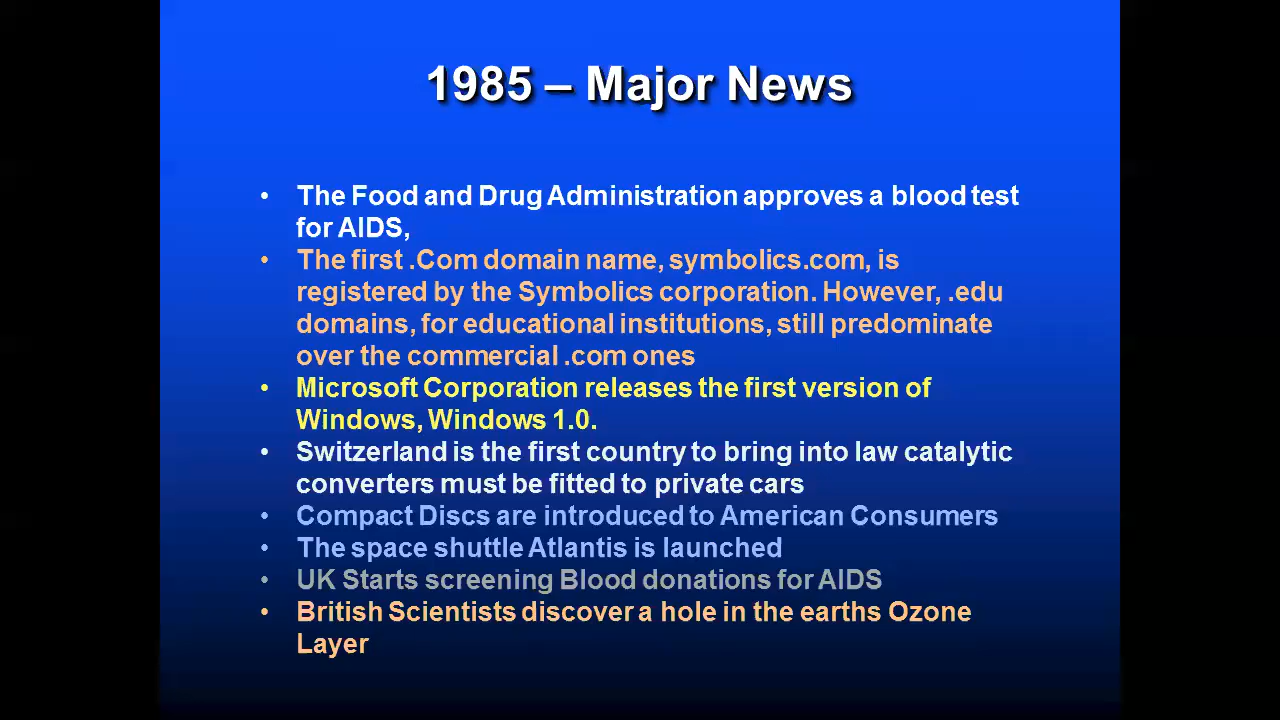 1985 – Major News
• The Food and Drug Administration approves a blood test
for AIDS,
• The first .Com domain name, symbolics.com, is
registered by the Symbolics corporation. However, .edu
domains, for educational institutions, still predominate
over the commercial .com ones
• Microsoft Corporation releases the first version of
Windows, Windows 1.0.
• Switzerland is the first country to bring into law catalytic
converters must be fitted to private cars
• Compact Discs are introduced to American Consumers
• The space shuttle Atlantis is launched
• UK Starts screening Blood donations for AIDS
• British Scientists discover a hole in the earths Ozone
Layer